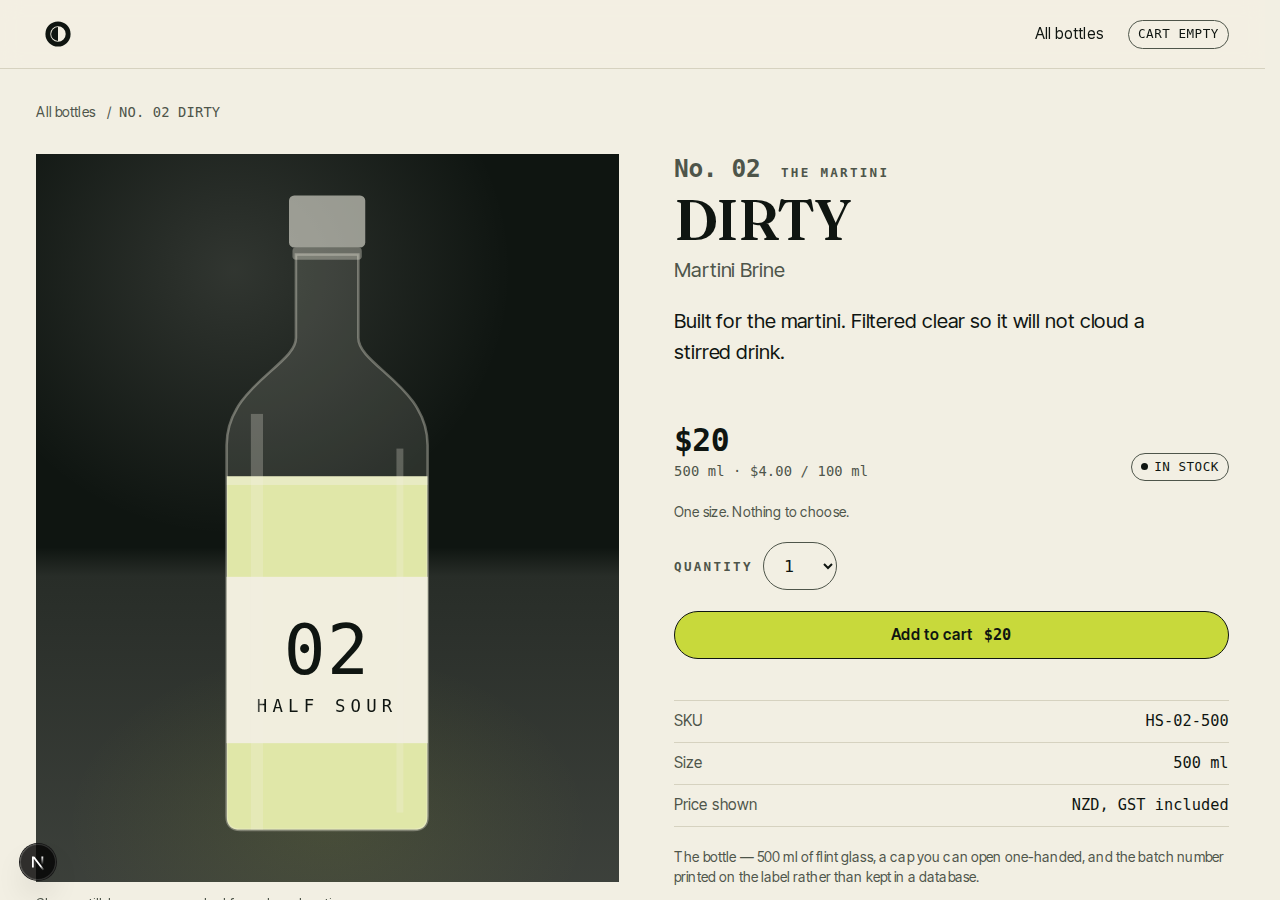 All bottles
CART EMPTY
All bottles / NO. 02 DIRTY
No. 02 THE MARTINI
DIRTY
Martini Brine
Built for the martini. Filtered clear so it will not cloud a
stirred drink.
$20
500 ml · $4.00 / 100 ml
IN STOCK
One size. Nothing to choose.
QUANTITY 1
Add to cart $20
SKU HS-02-500
Size 500 ml
Price shown NZD, GST included
The bottle — 500 ml of flint glass, a cap you can open one-handed, and the batch number
printed on the label rather than kept in a database.
02
HALF SOUR
N